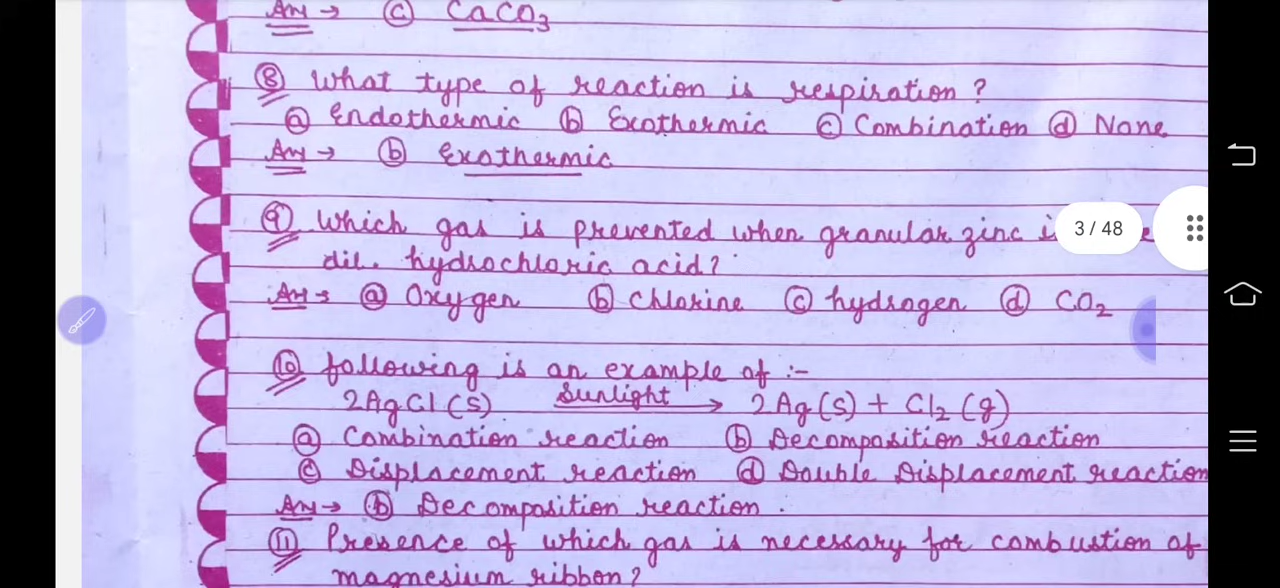 Ans → (c) CaCO3
(8) What type of reaction is respiration?
(a) Endothermic (b) Exothermic (c) Combination (d) None
Ans → (b) Exothermic
(9) Which gas is prevented when granular zinc
3 / 48
dil. hydrochloric acid?
Ans → (a) Oxygen (b) Chlorine (c) hydrogen (d) CO2
(10) following is an example of :-
2AgCl(s) Sunlight → 2Ag(s) + Cl2(g)
(a) Combination reaction (b) Decomposition reaction
(c) Displacement reaction (d) Double Displacement reaction
Ans → (b) Decomposition reaction.
(11) Presence of which gas is necessary for combustion of
magnesium ribbon?